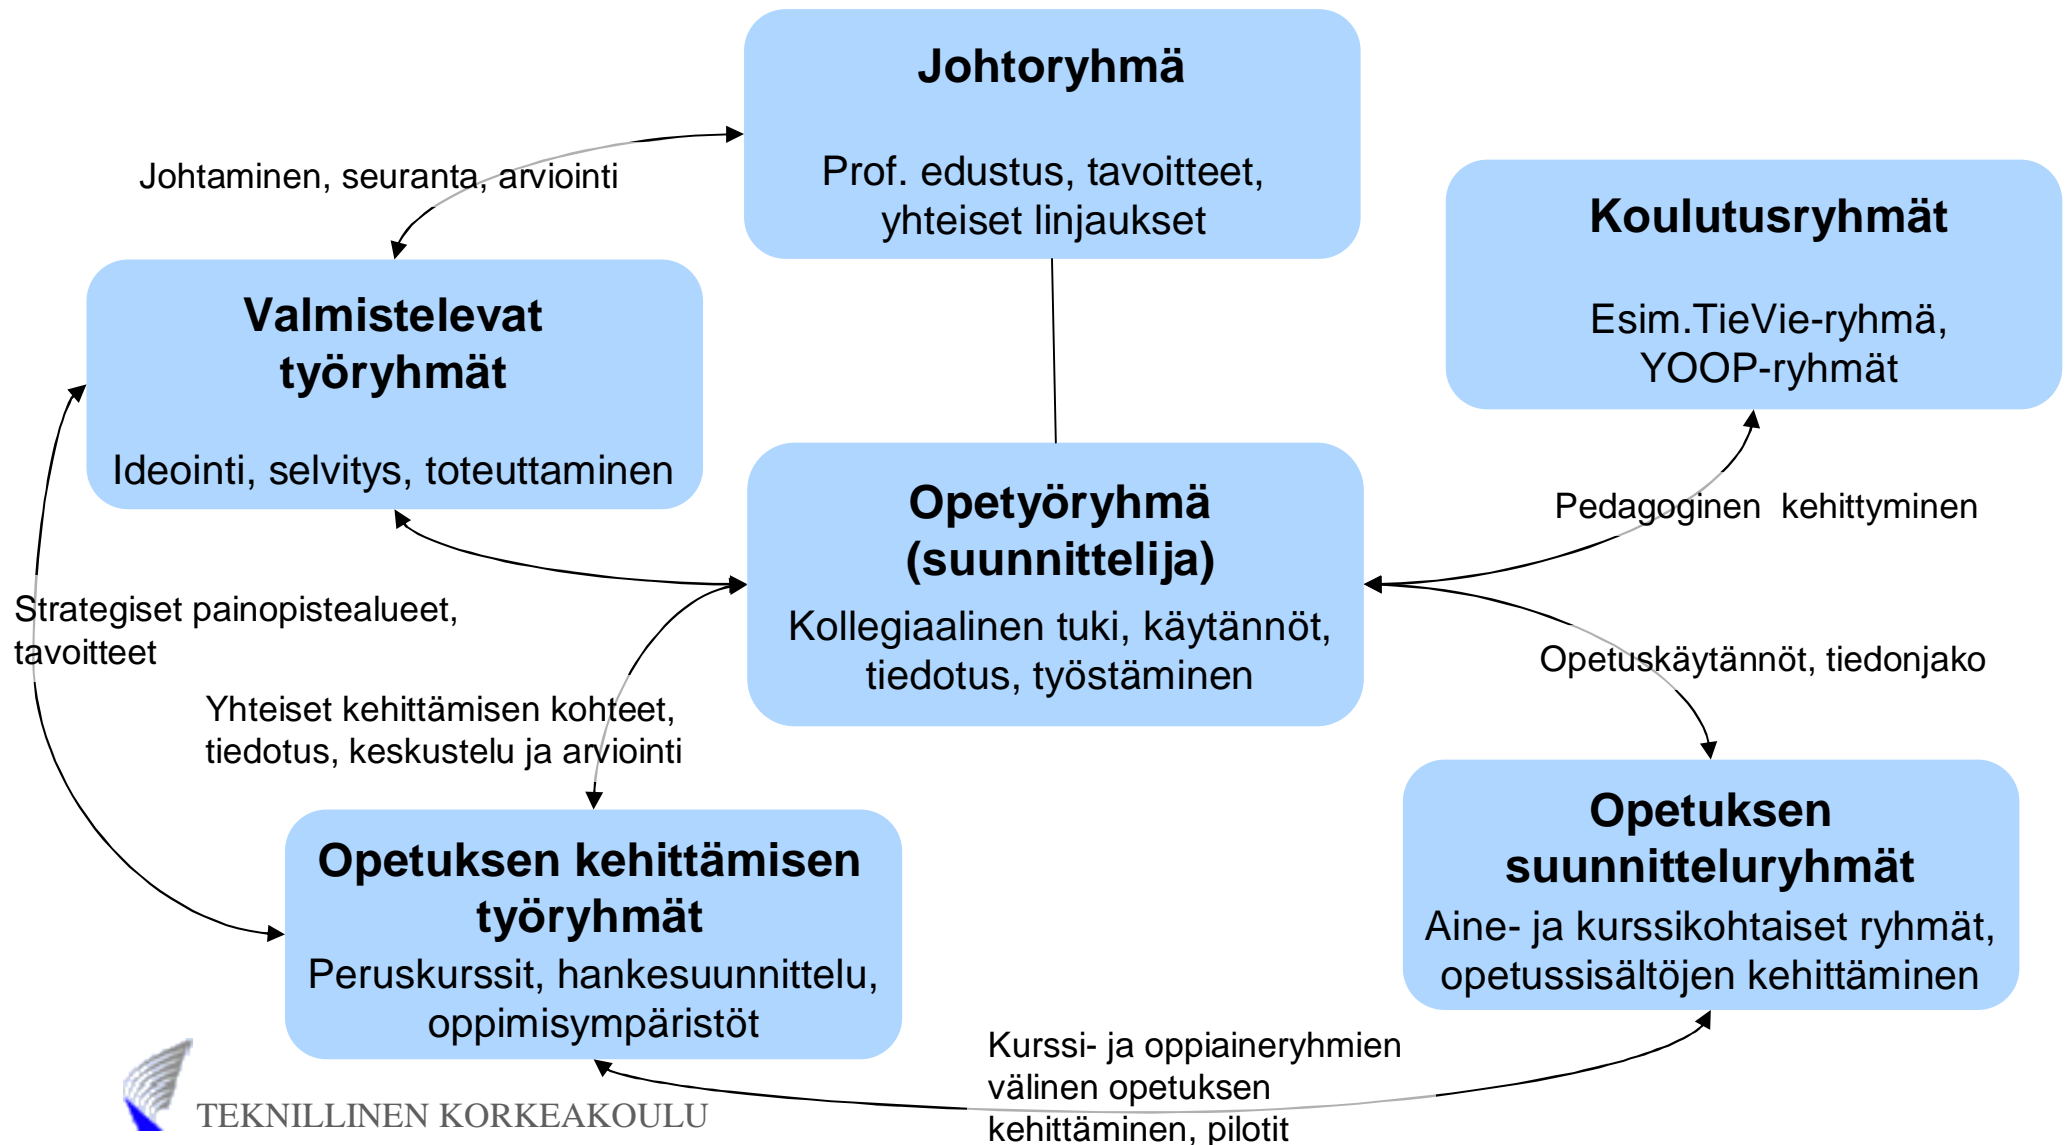 Johtoryhmä
Prof. edustus, tavoitteet,
yhteiset linjaukset
Johtaminen, seuranta, arviointi
Koulutusryhmät
Esim.TieVie-ryhmä,
YOOP-ryhmät
Valmistelevat
työryhmät
Ideointi, selvitys, toteuttaminen
Opetyöryhmä
(suunnittelija)
Kollegiaalinen tuki, käytännöt,
tiedotus, työstäminen
Pedagoginen  kehittyminen
Strategiset painopistealueet,
tavoitteet
Opetuskäytännöt, tiedonjako
Yhteiset kehittämisen kohteet,
tiedotus, keskustelu ja arviointi
Opetuksen kehittämisen
työryhmät
Peruskurssit, hankesuunnittelu,
oppimisympäristöt
Opetuksen
suunnitteluryhmät
Aine- ja kurssikohtaiset ryhmät,
opetussisältöjen kehittäminen
Kurssi- ja oppiaineryhmien
välinen opetuksen
kehittäminen, pilotit
TEKNILLINEN KORKEAKOULU